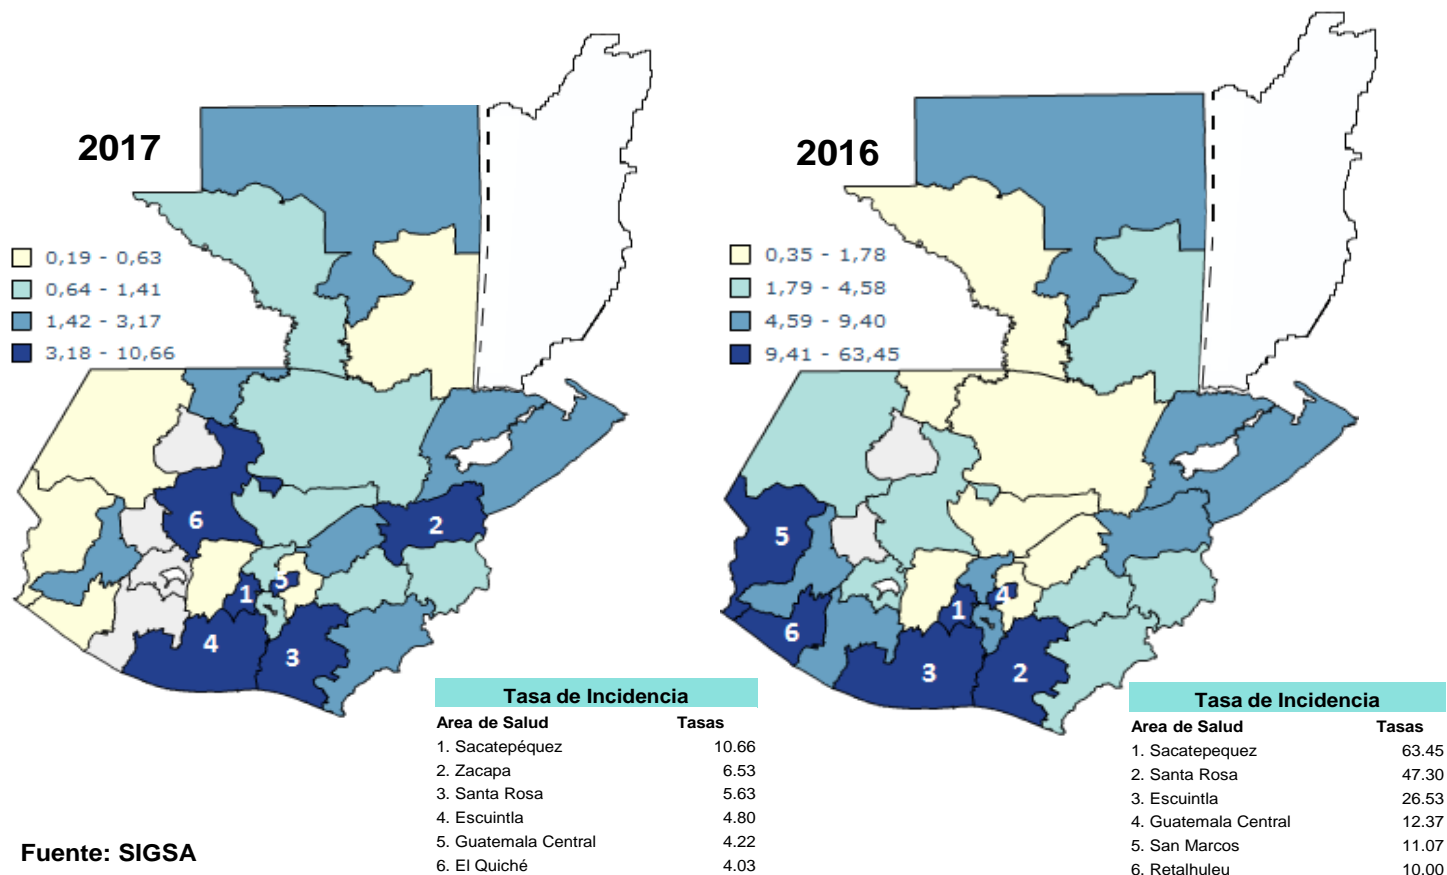 2017
0,19 - 0,63
0,64 - 1,41
1,42 - 3,17
3,18 - 10,66
6
2
5
1
4
3
Tasa de Incidencia
Area de Salud Tasas
1. Sacatepéquez 10.66
2. Zacapa 6.53
3. Santa Rosa 5.63
4. Escuintla 4.80
5. Guatemala Central 4.22
6. El Quiché 4.03
Fuente: SIGSA
2016
0,35 - 1,78
1,79 - 4,58
4,59 - 9,40
9,41 - 63,45
5
4
1
6
3
2
Tasa de Incidencia
Area de Salud Tasas
1. Sacatepequez 63.45
2. Santa Rosa 47.30
3. Escuintla 26.53
4. Guatemala Central 12.37
5. San Marcos 11.07
6. Retalhuleu 10.00